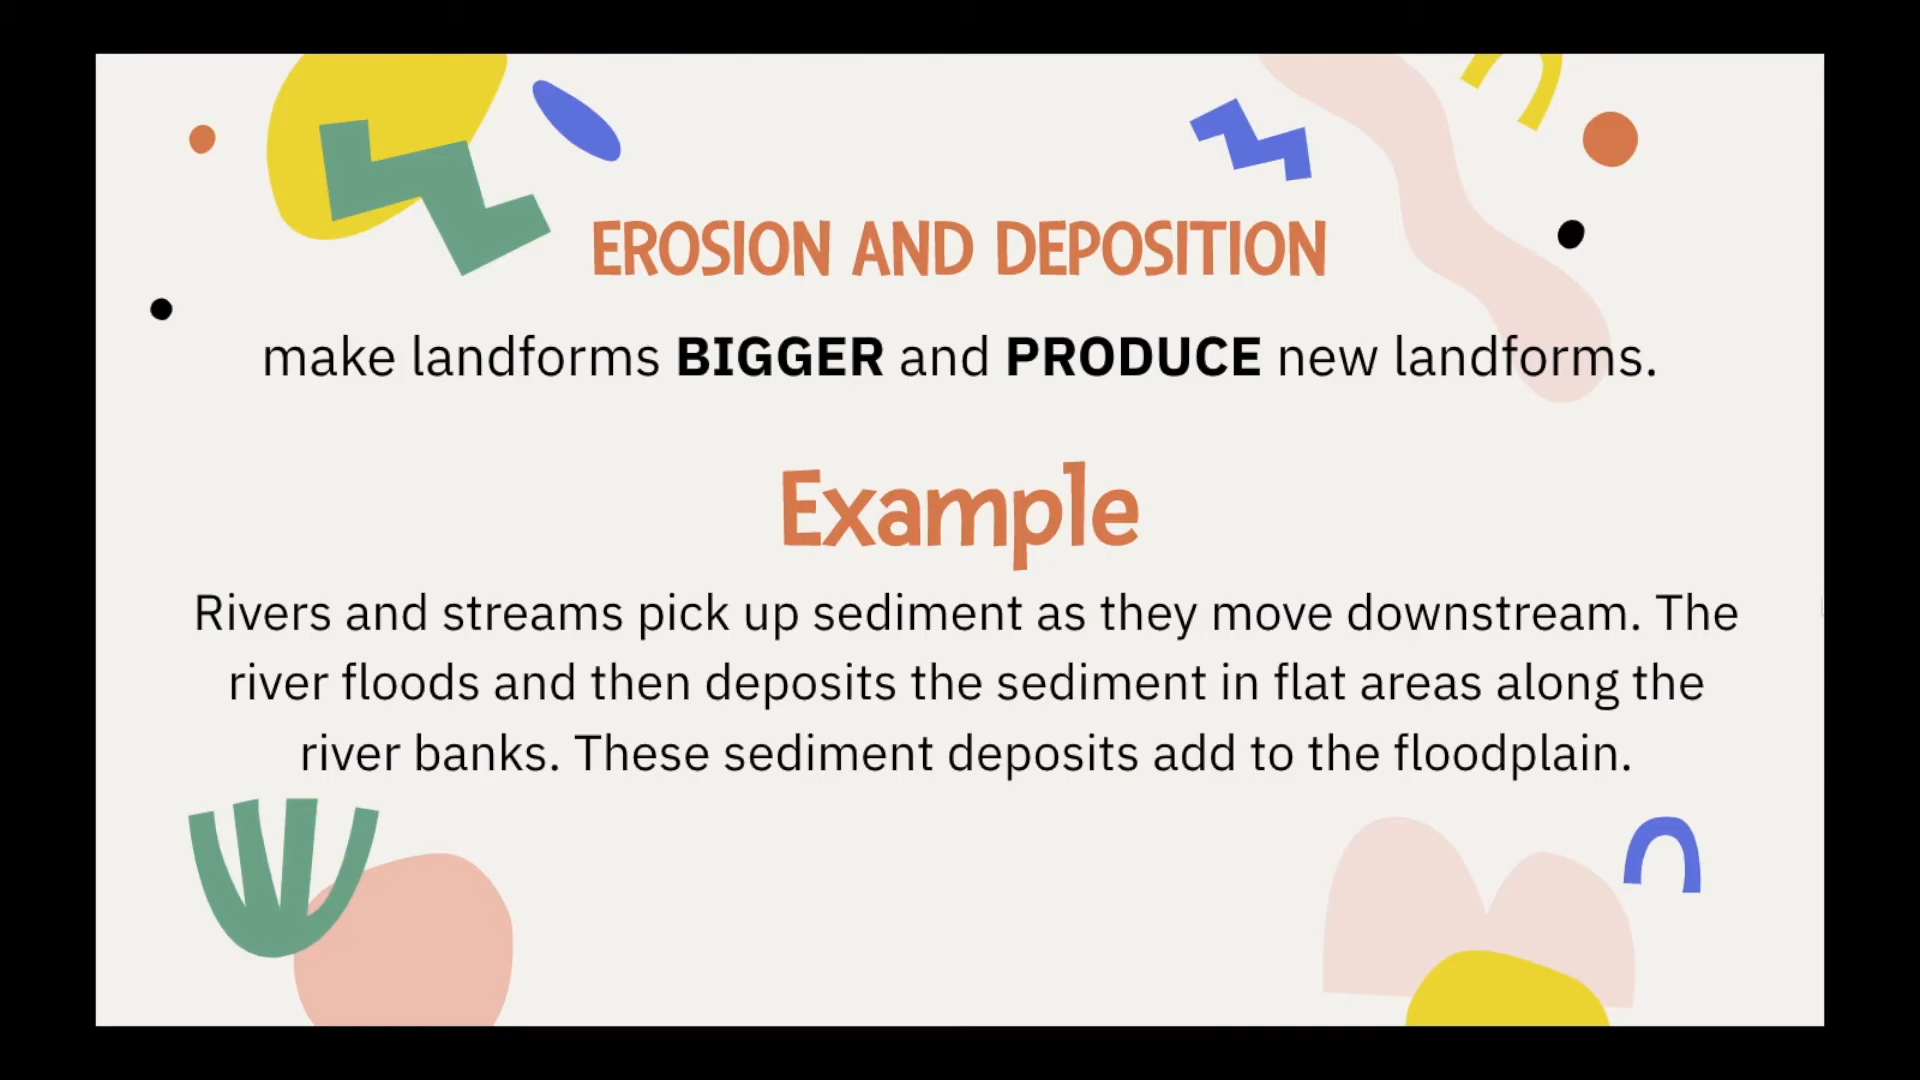 EROSION AND DEPOSITION
make landforms BIGGER and PRODUCE new landforms.
Example
Rivers and streams pick up sediment as they move downstream. The
river floods and then deposits the sediment in flat areas along the
river banks. These sediment deposits add to the floodplain.